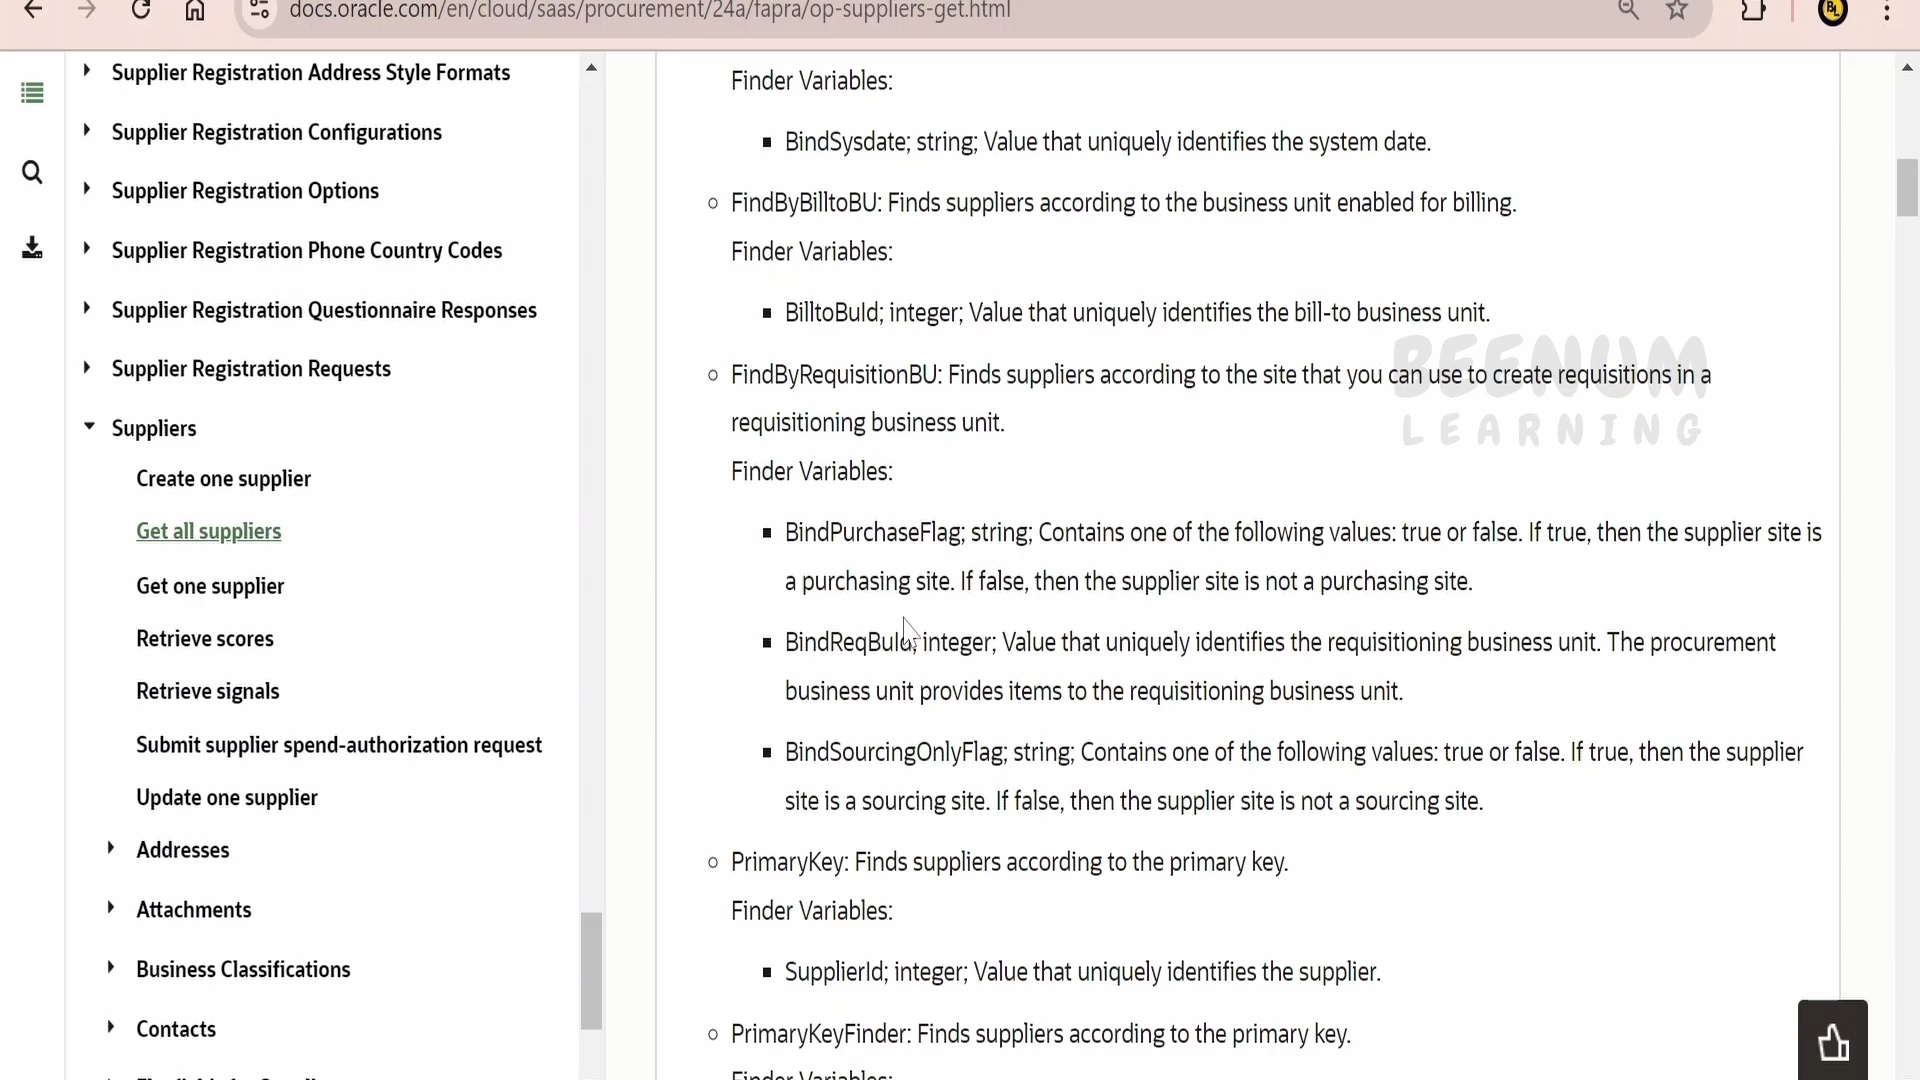 docs.oracle.com/en/cloud/saas/procurement/24a/fapra/op-suppliers-get.html
BL
Supplier Registration Address Style Formats
Supplier Registration Configurations
Supplier Registration Options
Supplier Registration Phone Country Codes
Supplier Registration Questionnaire Responses
Supplier Registration Requests
Suppliers
Create one supplier
Get all suppliers
Get one supplier
Retrieve scores
Retrieve signals
Submit supplier spend-authorization request
Update one supplier
Addresses
Attachments
Business Classifications
Contacts
Finder Variables:
BindSysdate; string; Value that uniquely identifies the system date.
FindByBilltoBU: Finds suppliers according to the business unit enabled for billing.
Finder Variables:
BilltoBuId; integer; Value that uniquely identifies the bill-to business unit.
FindByRequisitionBU: Finds suppliers according to the site that you can use to create requisitions in a
requisitioning business unit.
Finder Variables:
BindPurchaseFlag; string; Contains one of the following values: true or false. If true, then the supplier site is
a purchasing site. If false, then the supplier site is not a purchasing site.
BindReqBuId; integer; Value that uniquely identifies the requisitioning business unit. The procurement
business unit provides items to the requisitioning business unit.
BindSourcingOnlyFlag; string; Contains one of the following values: true or false. If true, then the supplier
site is a sourcing site. If false, then the supplier site is not a sourcing site.
PrimaryKey: Finds suppliers according to the primary key.
Finder Variables:
SupplierId; integer; Value that uniquely identifies the supplier.
PrimaryKeyFinder: Finds suppliers according to the primary key.
Finder Variables:
BEENUM
LEARNING